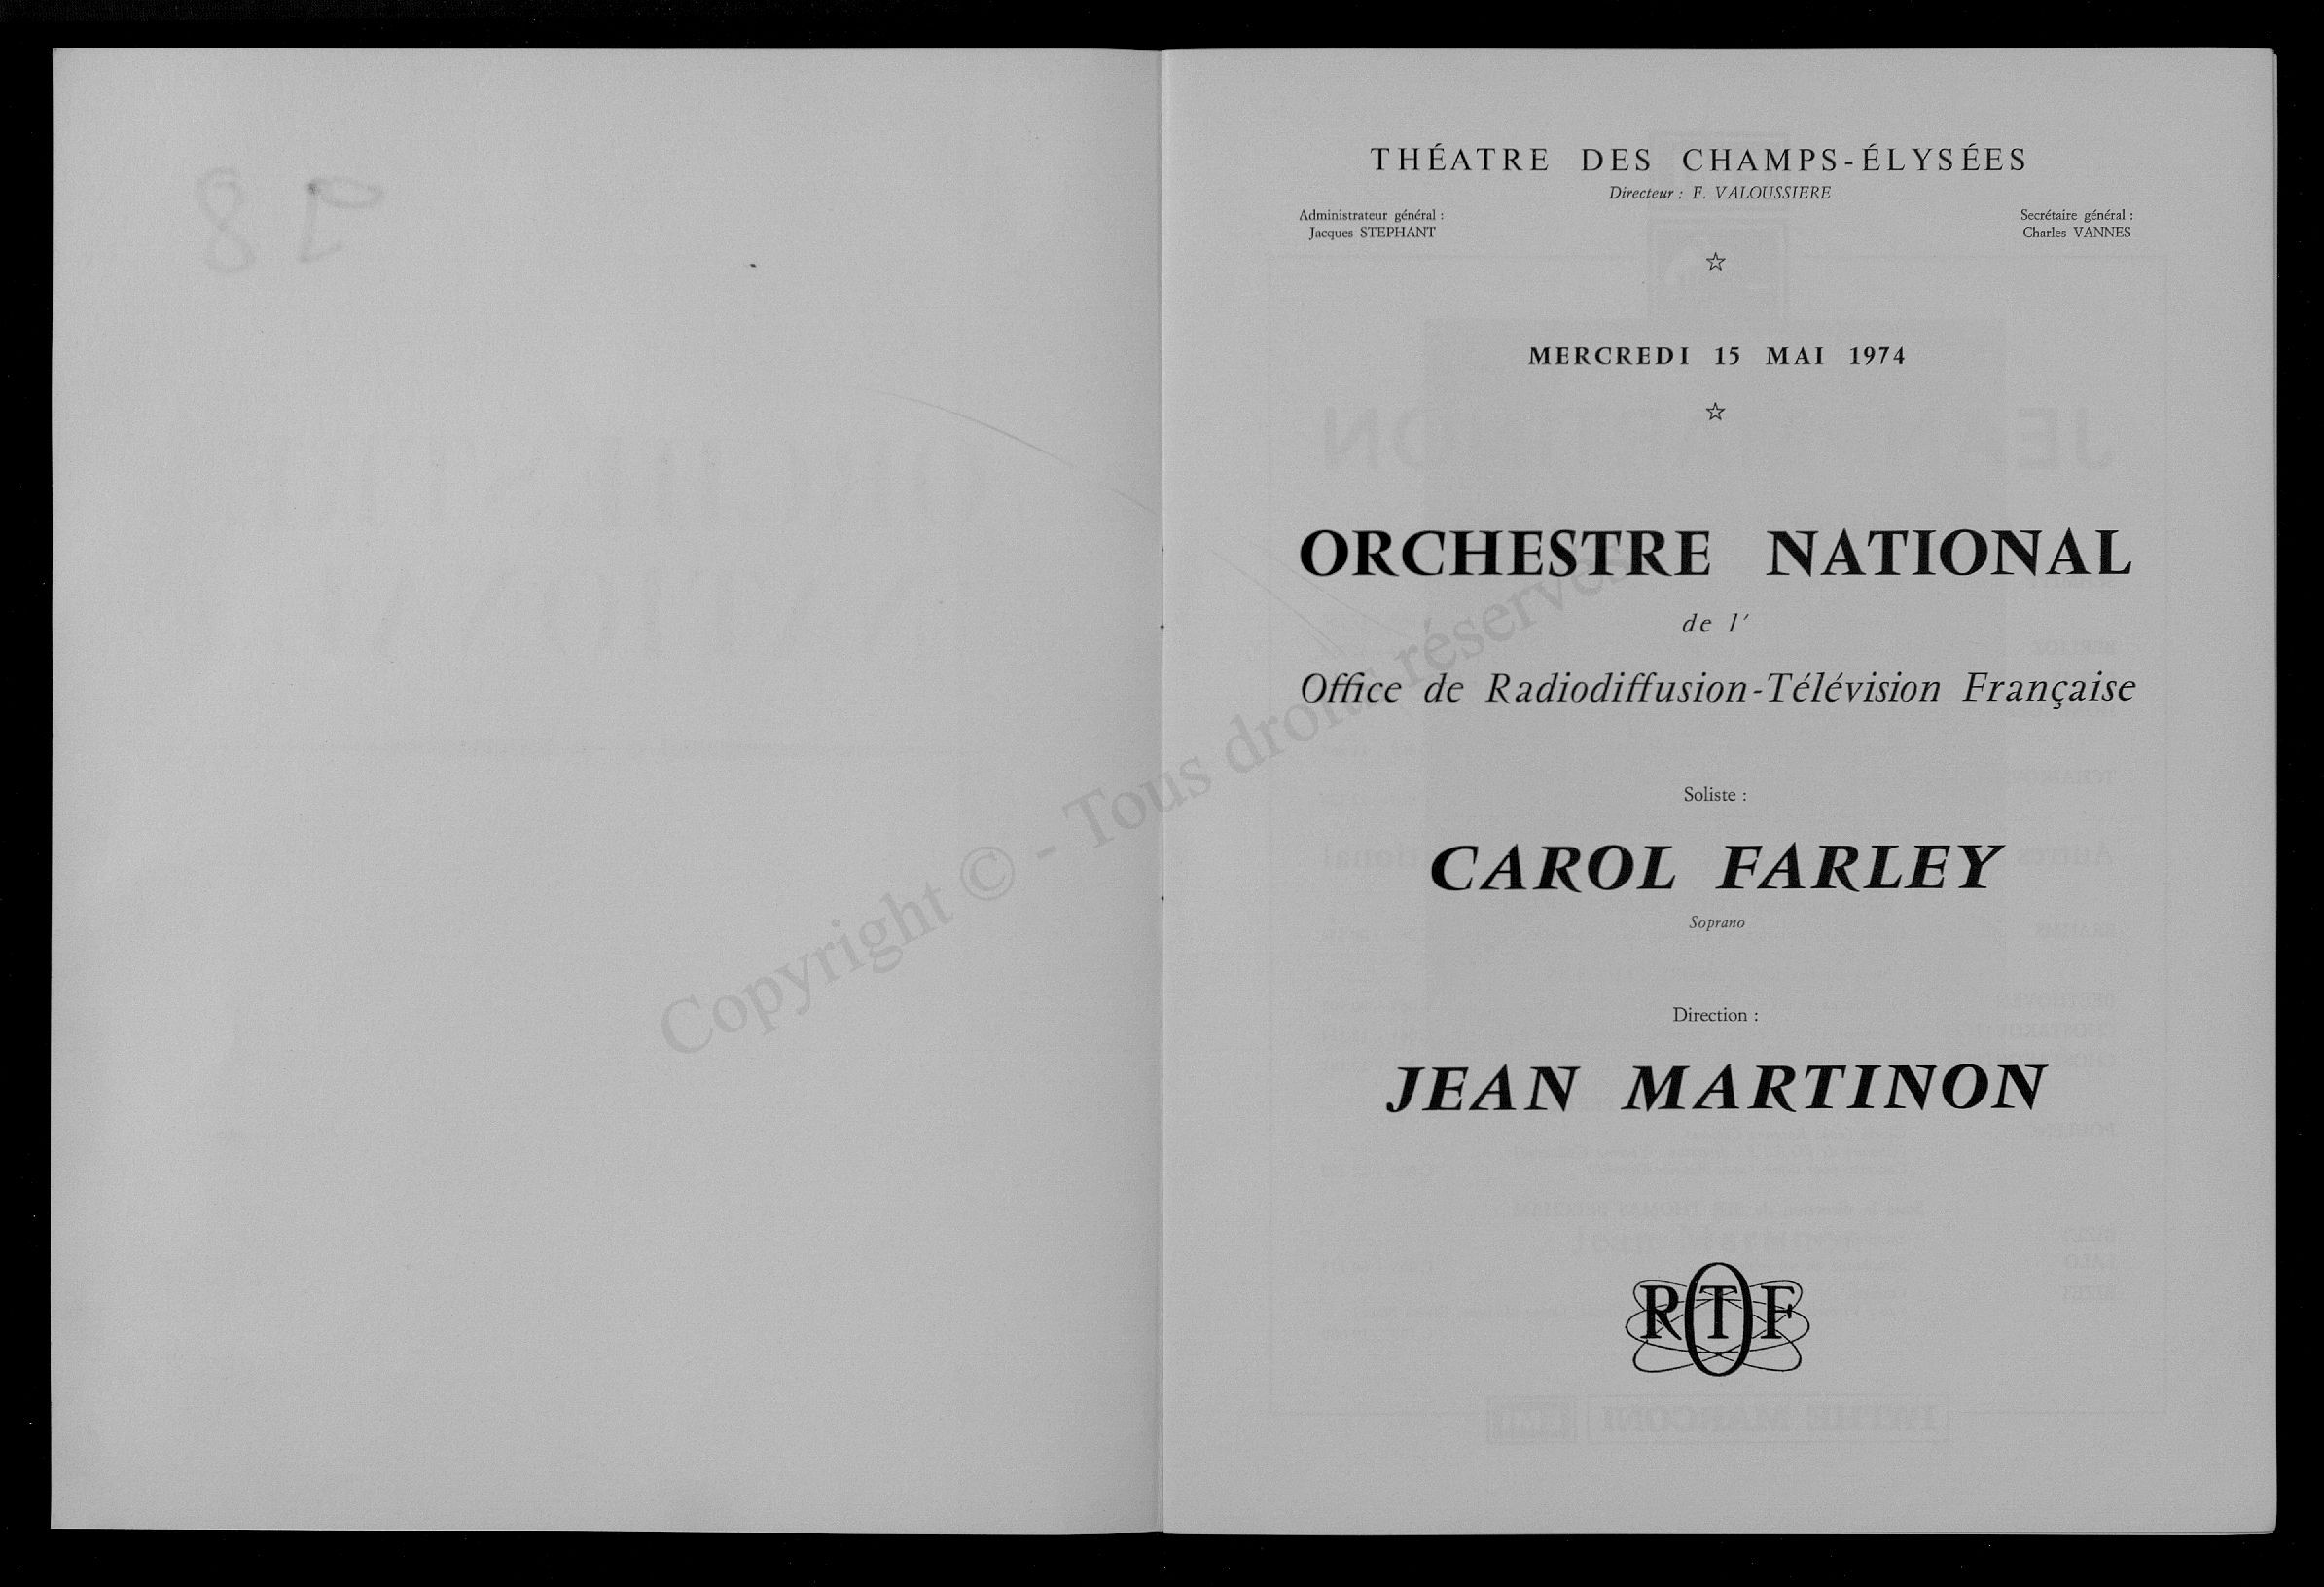 THÉATRE DES CHAMPS-ÉLYSÉES
Directeur : F. VALOUSSIERE
Administrateur général :
Jacques STEPHANT
Secrétaire général :
Charles VANNES
MERCREDI 15 MAI 1974
ORCHESTRE NATIONAL
de l'
Office de Radiodiffusion-Télévision Française
Soliste :
CAROL FARLEY
Soprano
Direction :
JEAN MARTINON
ORTF
Copyright © - Tous droits réservés